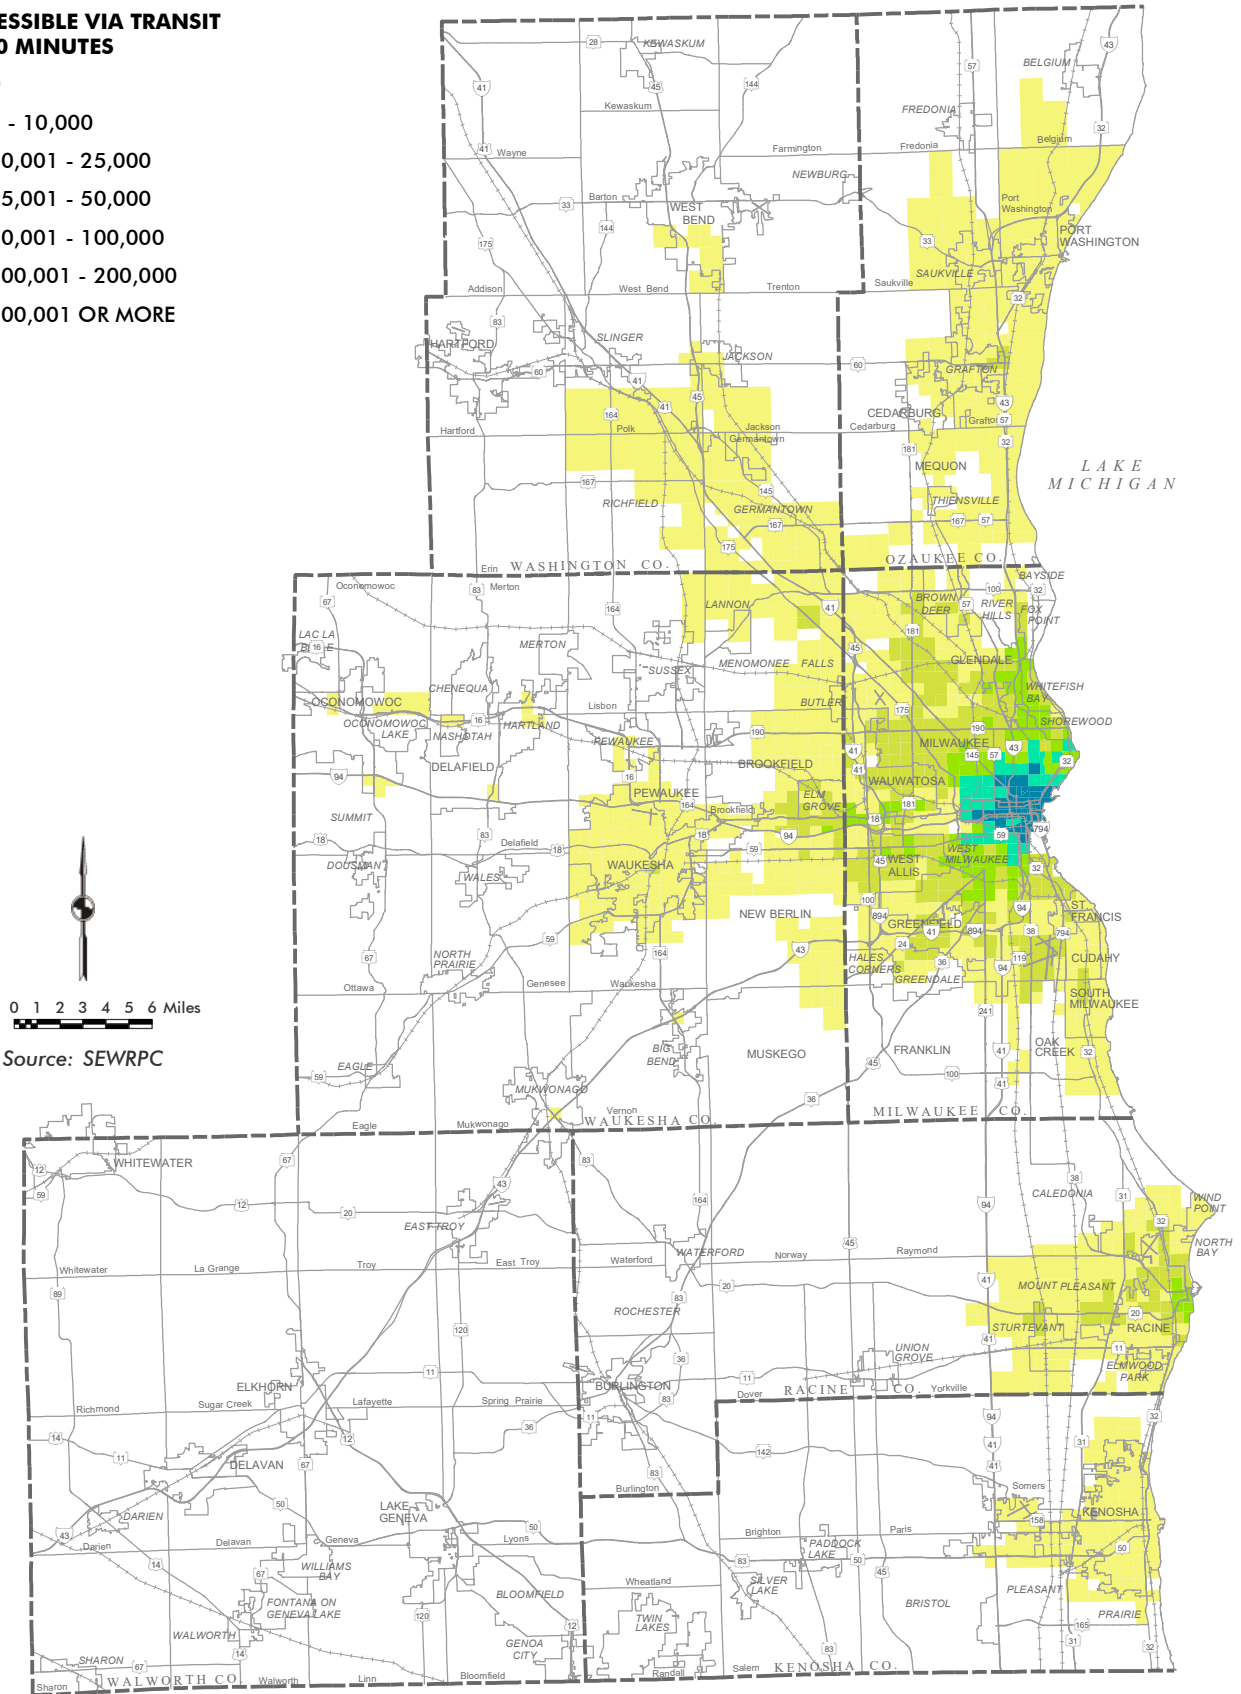 ESSIBLE VIA TRANSIT
0 MINUTES
- 10,000
0,001 - 25,000
5,001 - 50,000
0,001 - 100,000
00,001 - 200,000
00,001 OR MORE
KEWASKUM
BELGIUM
Kewaskum
FREDONIA
Wayne
Farmington
Fredonia
Belgium
NEWBURG
Barton
WEST
BEND
Port
Washington
PORT
WASHINGTON
SAUKVILLE
Addison
West Bend
Trenton
Saukville
HARTFORD
SLINGER
JACKSON
GRAFTON
CEDARBURG
Hartford
Polk
Jackson
Germantown
Cedarburg
Grafton
MEQUON
LAKE
MICHIGAN
RICHFIELD
GERMANTOWN
THIENSVILLE
Erin
WASHINGTON CO.
OZAUKEE CO.
Oconomowoc
Merton
BAYSIDE
LANNON
BROWN
DEER
RIVER
HILLS
FOX
POINT
LAC LA
BELLE
MERTON
SUSSEX
MENOMONEE FALLS
GLENDALE
CHENEQUA
WHITEFISH
BAY
OCONOMOWOC
Lisbon
BUTLER
OCONOMOWOC
LAKE
NASHOTAH
HARTLAND
SHOREWOOD
PEWAUKEE
MILWAUKEE
DELAFIELD
BROOKFIELD
WAUWATOSA
PEWAUKEE
Brookfield
ELM
GROVE
SUMMIT
Delafield
DOUSMAN
WALES
WAUKESHA
WEST
ALLIS
WEST
MILWAUKEE
NEW BERLIN
ST.
FRANCIS
GREENFIELD
NORTH
PRAIRIE
HALES
CORNERS
GREENDALE
CUDAHY
Ottawa
Genesee
Waukesha
SOUTH
MILWAUKEE
0 1 2 3 4 5 6 Miles
Source: SEWRPC
BIG
BEND
MUSKEGO
FRANKLIN
OAK
CREEK
EAGLE
MUKWONAGO
Vernon
Eagle
Mukwonago
WAUKESHA CO.
MILWAUKEE CO.
WHITEWATER
CALEDONIA
WIND
POINT
EAST TROY
NORTH
BAY
Whitewater
La Grange
Troy
East Troy
Waterford
WATERFORD
Norway
Raymond
MOUNT PLEASANT
ROCHESTER
STURTEVANT
RACINE
UNION
GROVE
ELMWOOD
PARK
ELKHORN
BURLINGTON
Dover
RACINE CO.
Yorkville
Richmond
Sugar Creek
Lafayette
Spring Prairie
DELAVAN
Burlington
Somers
DARIEN
LAKE
GENEVA
KENOSHA
Darien
Delavan
Geneva
Lyons
Brighton
Paris
PADDOCK
LAKE
WILLIAMS
BAY
Wheatland
SILVER
LAKE
BLOOMFIELD
PLEASANT
PRAIRIE
FONTANA ON
GENEVA LAKE
BRISTOL
TWIN
LAKES
WALWORTH
GENOA
CITY
SHARON
Sharon
WALWORTH CO.
Walworth
Linn
Bloomfield
Randall
Salem
KENOSHA CO.